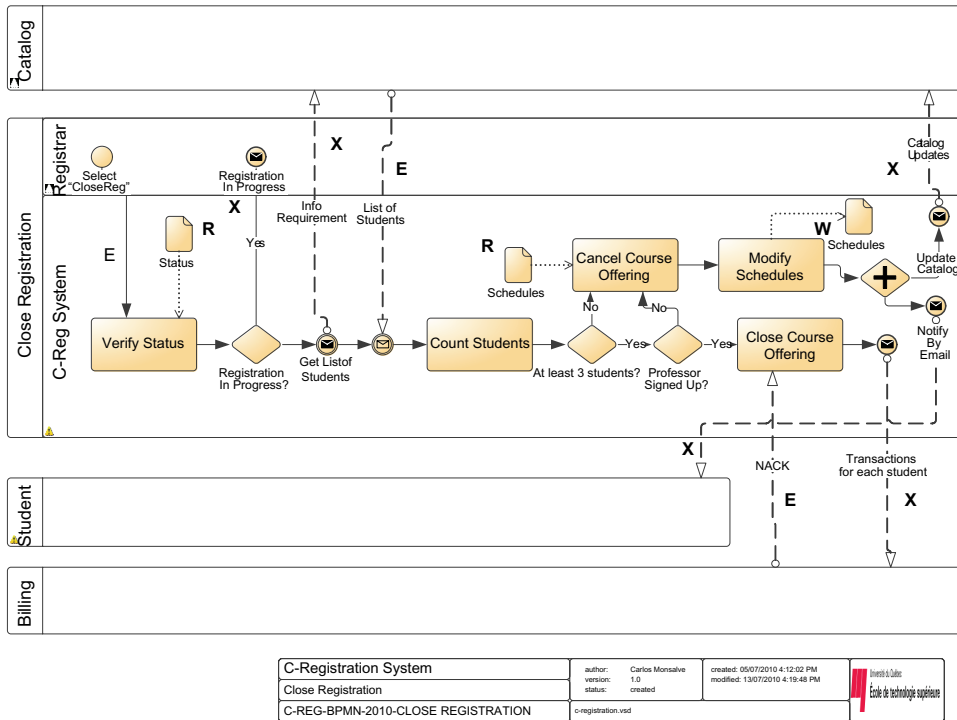 Catalog
Close Registration
Registrar
C-Reg System
Select
"CloseReg"
Registration
In Progress
X
X
E
X
Catalog
Updates
Info
Requirement
List of
Students
E
R
Status
Yes
R
Schedules
W
Schedules
Cancel Course
Offering
Modify
Schedules
Update
Catalog
Verify Status
Registration
In Progress?
Get Listof
Students
Count Students
No
No
At least 3 students?
Yes
Professor
Signed Up?
Yes
Close Course
Offering
Notify
By
Email
X
NACK
E
Transactions
for each student
X
Student
Billing
C-Registration System
Close Registration
C-REG-BPMN-2010-CLOSE REGISTRATION
author: Carlos Monsalve
version: 1.0
status: created
created: 05/07/2010 4:12:02 PM
modified: 13/07/2010 4:19:48 PM
c-registration.vsd
Université du Québec
École de technologie supérieure